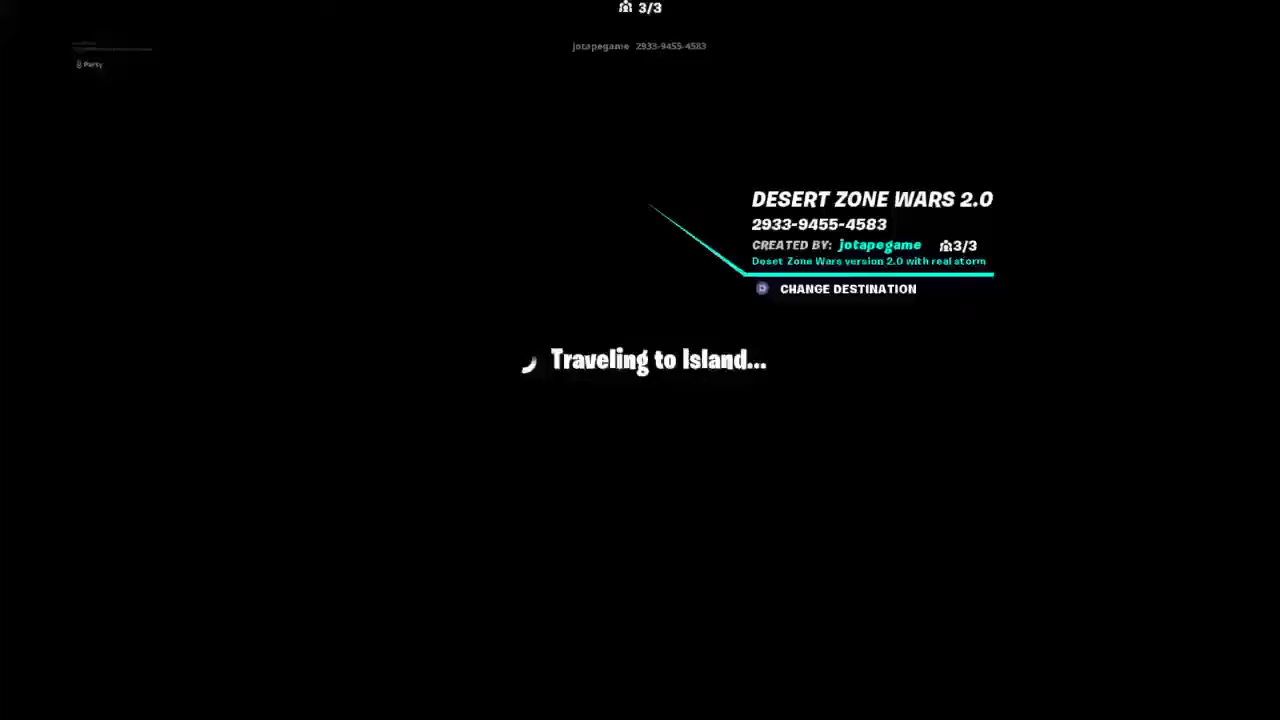 3/3
jotapegame 2933-9455-4583
Party
DESERT ZONE WARS 2.0
2933-9455-4583
CREATED BY: jotapegame 3/3
Deset Zone Wars version 2.0 with real storm
CHANGE DESTINATION
Traveling to Island...